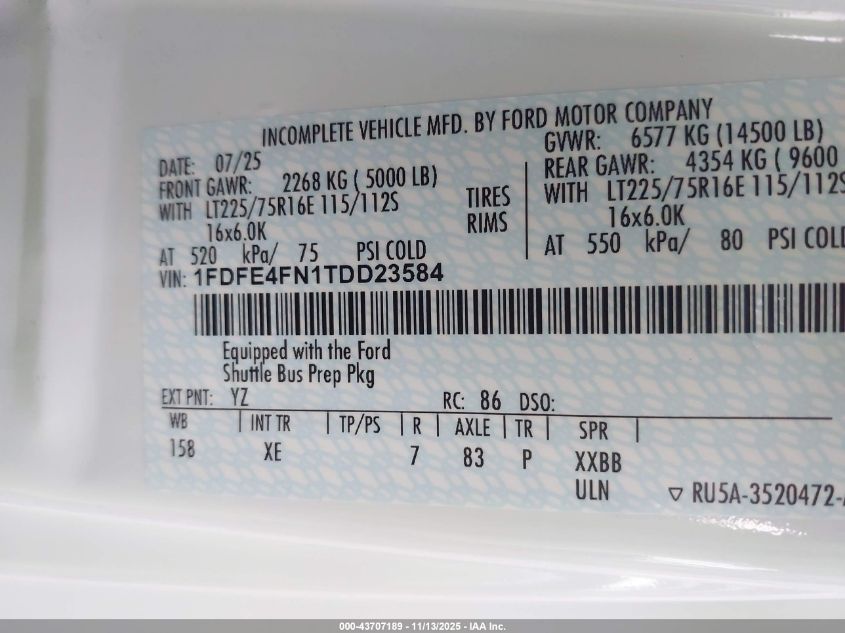 INCOMPLETE VEHICLE MFD. BY FORD MOTOR COMPANY
DATE: 07/25
GVWR: 6577 KG (14500 LB)
FRONT GAWR: 2268 KG ( 5000 LB)
REAR GAWR: 4354 KG ( 9600
WITH LT225/75R16E 115/112S
TIRES
WITH LT225/75R16E 115/112S
16x6.0K
RIMS
16x6.0K
AT 520 kPa/ 75 PSI COLD
AT 550 kPa/ 80 PSI COLD
VIN: 1FDFE4FN1TDD23584
Equipped with the Ford
Shuttle Bus Prep Pkg
EXT PNT: YZ RC: 86 DSO:
WB | INT TR | TP/PS | R | AXLE | TR | SPR |
158 XE 7 83 P XXBB
ULN ▽ RU5A-3520472-
000-43707189 - 11/13/2025 - IAA Inc.